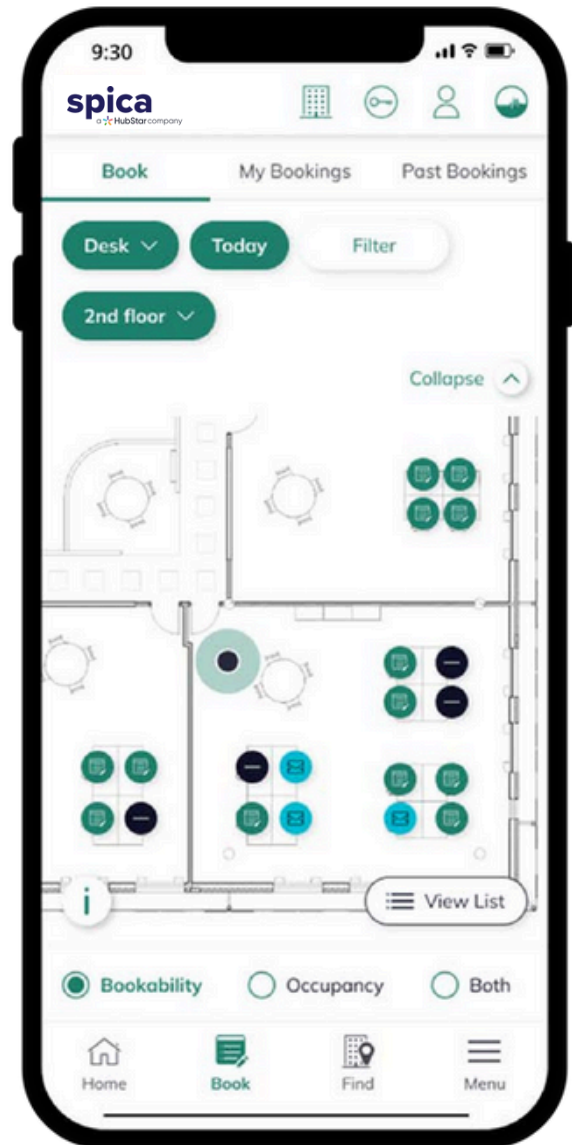 9:30
spica
a HubStar company
Book My Bookings Past Bookings
Desk Today Filter
2nd floor
Collapse
i View List
Bookability Occupancy Both
Home Book Find Menu